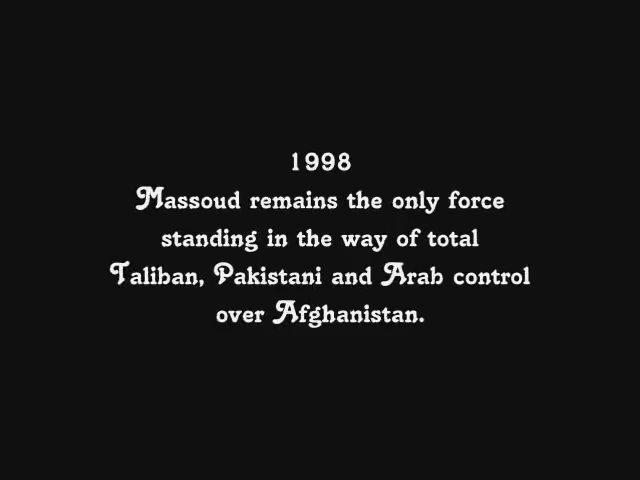 1998
Massoud remains the only force
standing in the way of total
Taliban, Pakistani and Arab control
over Afghanistan.